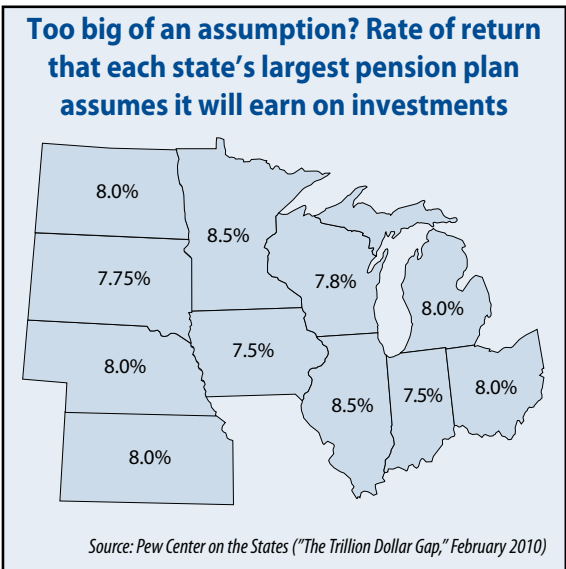 Too big of an assumption? Rate of return
that each state’s largest pension plan
assumes it will earn on investments
8.0%
8.5%
7.75%
7.8%
8.0%
7.5%
8.0%
8.5%
7.5%
8.0%
8.0%
Source: Pew Center on the States ("The Trillion Dollar Gap," February 2010)